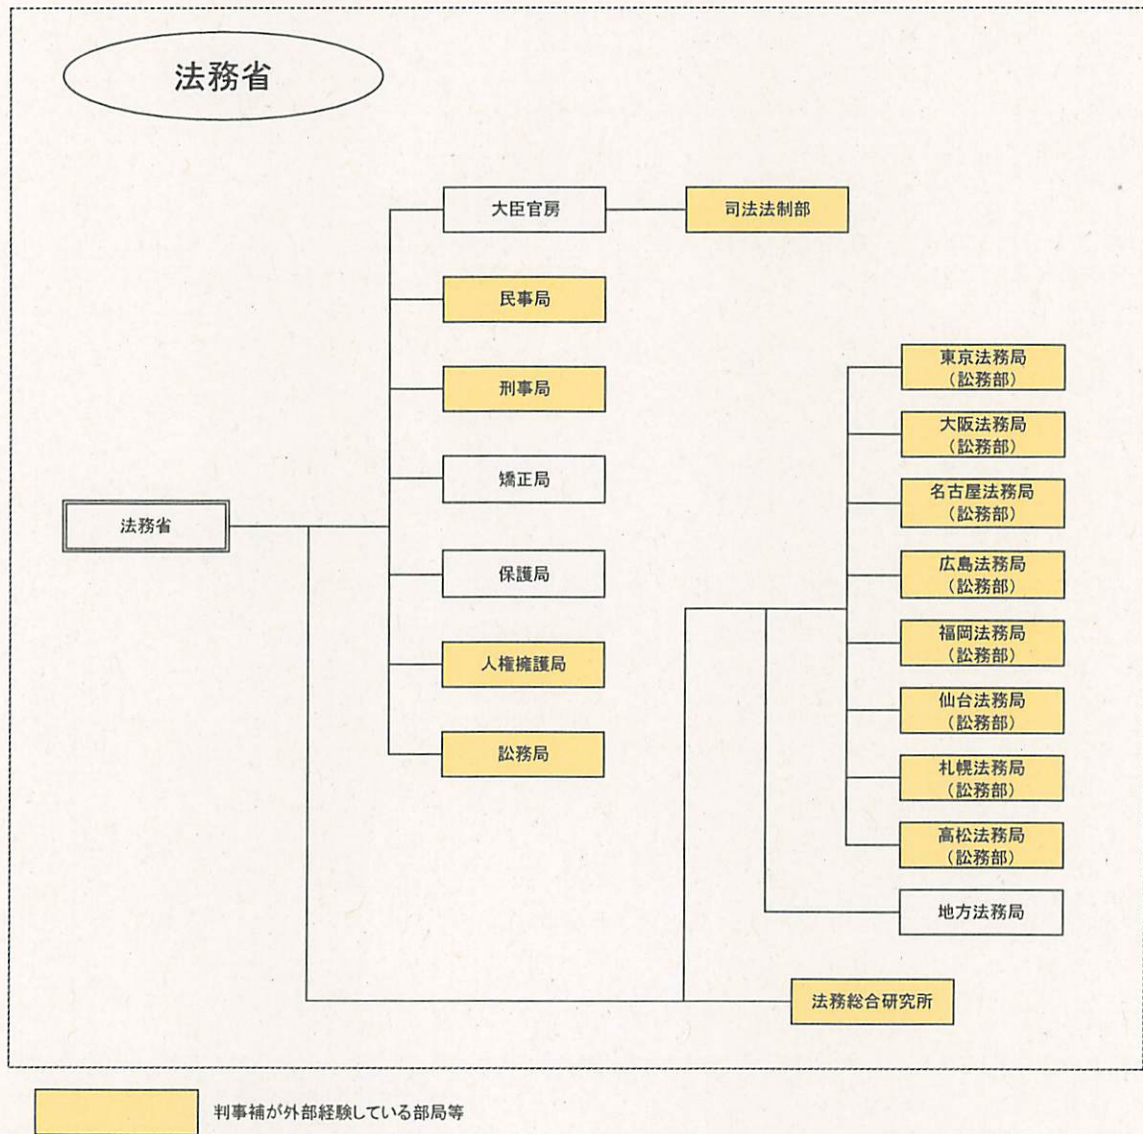 法務省
大臣官房
司法法制部
民事局
刑事局
矯正局
法務省
保護局
人権擁護局
訟務局
東京法務局
(訟務部)
大阪法務局
(訟務部)
名古屋法務局
(訟務部)
広島法務局
(訟務部)
福岡法務局
(訟務部)
仙台法務局
(訟務部)
札幌法務局
(訟務部)
高松法務局
(訟務部)
地方法務局
法務総合研究所
判事補が外部経験している部局等